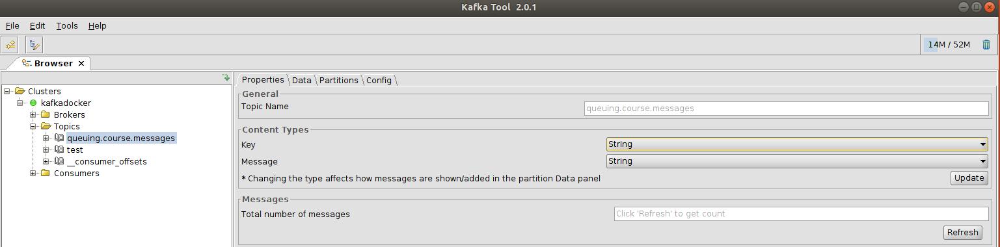 Kafka Tool 2.0.1
File Edit Tools Help
14M / 52M
Browser
Clusters
kafkadocker
Brokers
Topics
queuing.course.messages
test
__consumer_offsets
Consumers
Properties Data Partitions Config
General
Topic Name queuing.course.messages
Content Types
Key String
Message String
* Changing the type affects how messages are shown/added in the partition Data panel
Update
Messages
Total number of messages Click 'Refresh' to get count
Refresh